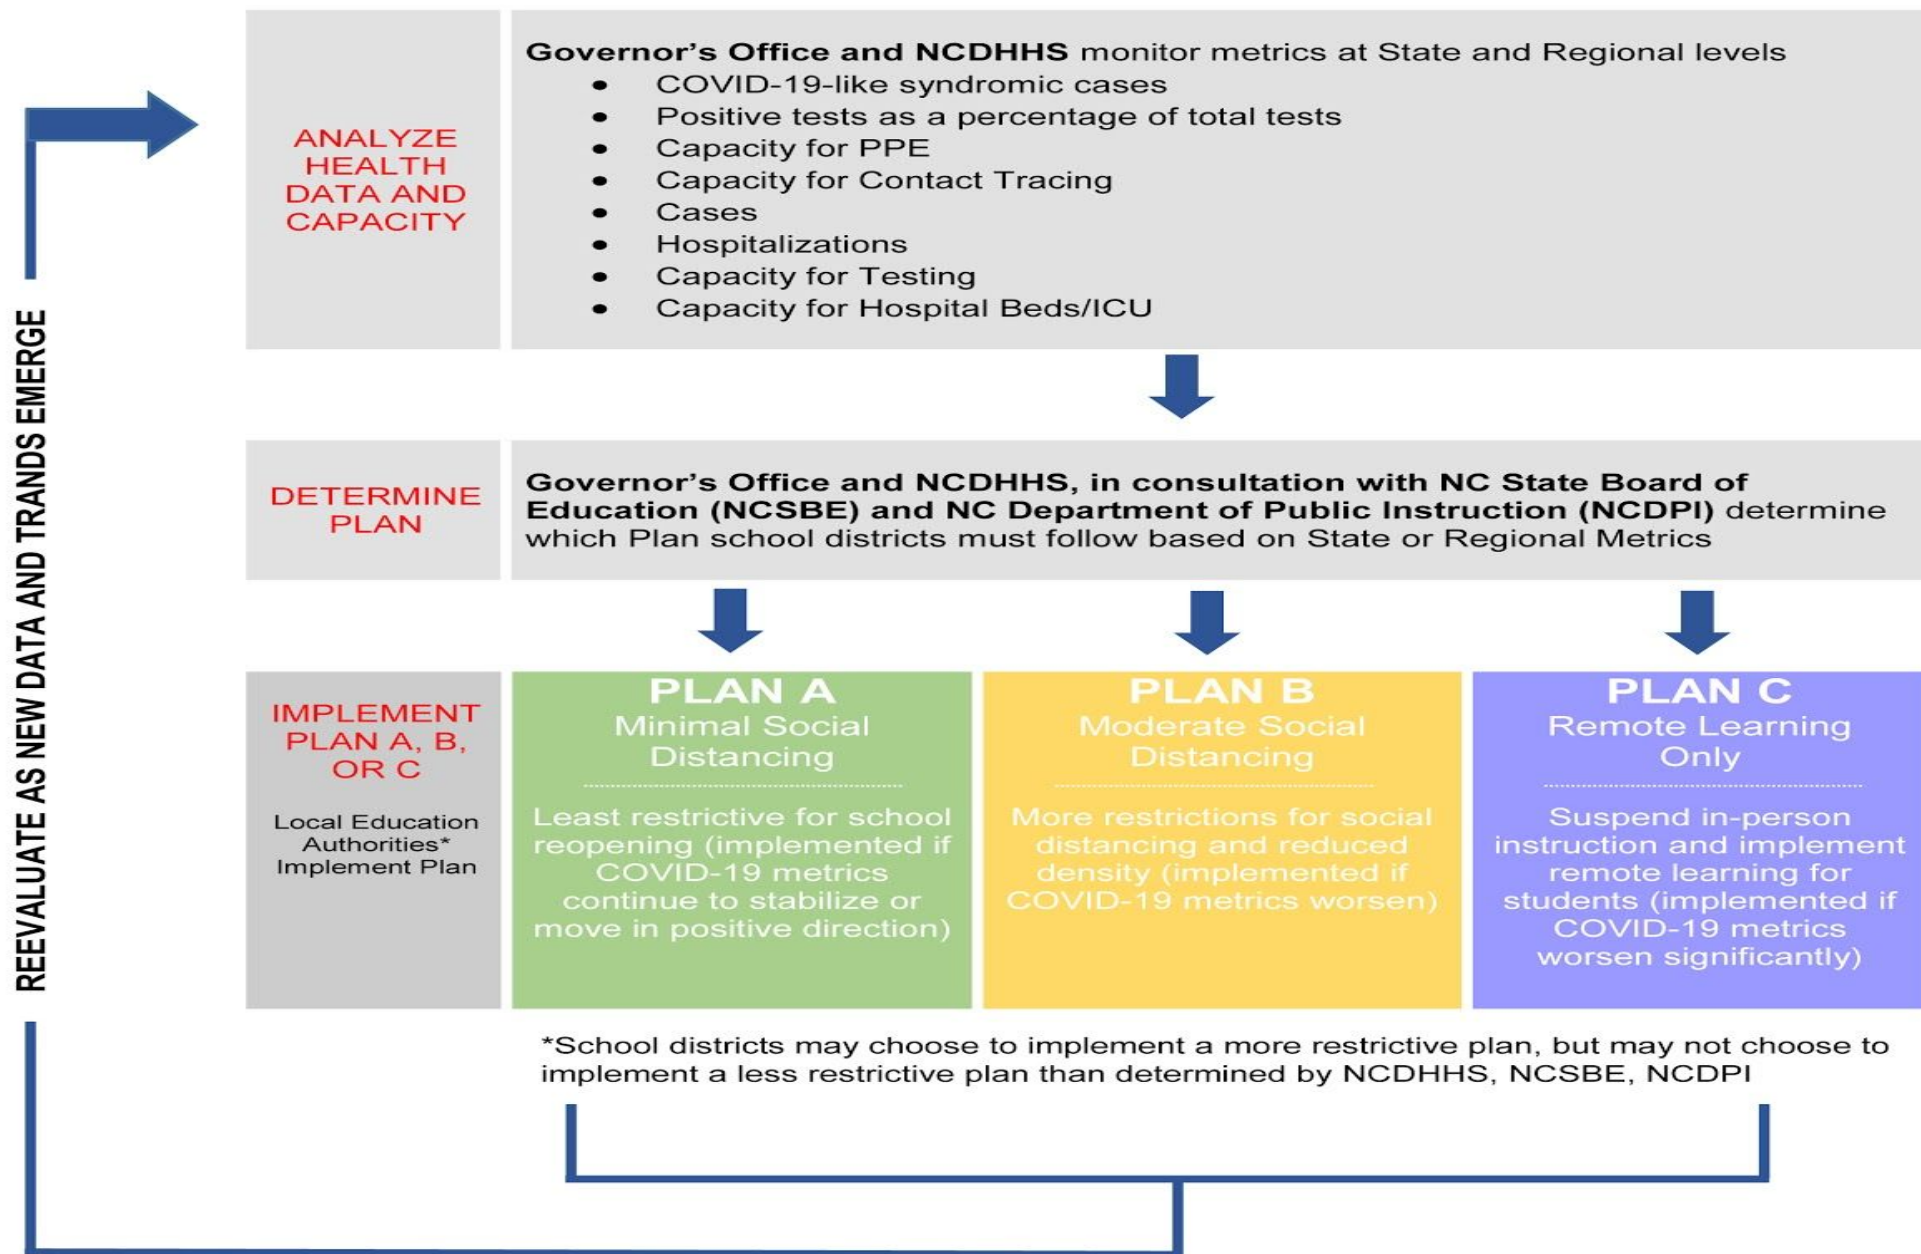 REEVALUATE AS NEW DATA AND TRANDS EMERGE
ANALYZE
HEALTH
DATA AND
CAPACITY
Governor’s Office and NCDHHS monitor metrics at State and Regional levels
• COVID-19-like syndromic cases
• Positive tests as a percentage of total tests
• Capacity for PPE
• Capacity for Contact Tracing
• Cases
• Hospitalizations
• Capacity for Testing
• Capacity for Hospital Beds/ICU
DETERMINE
PLAN
Governor’s Office and NCDHHS, in consultation with NC State Board of
Education (NCSBE) and NC Department of Public Instruction (NCDPI) determine
which Plan school districts must follow based on State or Regional Metrics
IMPLEMENT
PLAN A, B,
OR C
Local Education
Authorities*
Implement Plan
PLAN A
Minimal Social
Distancing
Least restrictive for school
reopening (implemented if
COVID-19 metrics
continue to stabilize or
move in positive direction)
PLAN B
Moderate Social
Distancing
More restrictions for social
distancing and reduced
density (implemented if
COVID-19 metrics worsen)
PLAN C
Remote Learning
Only
Suspend in-person
instruction and implement
remote learning for
students (implemented if
COVID-19 metrics
worsen significantly)
*School districts may choose to implement a more restrictive plan, but may not choose to
implement a less restrictive plan than determined by NCDHHS, NCSBE, NCDPI